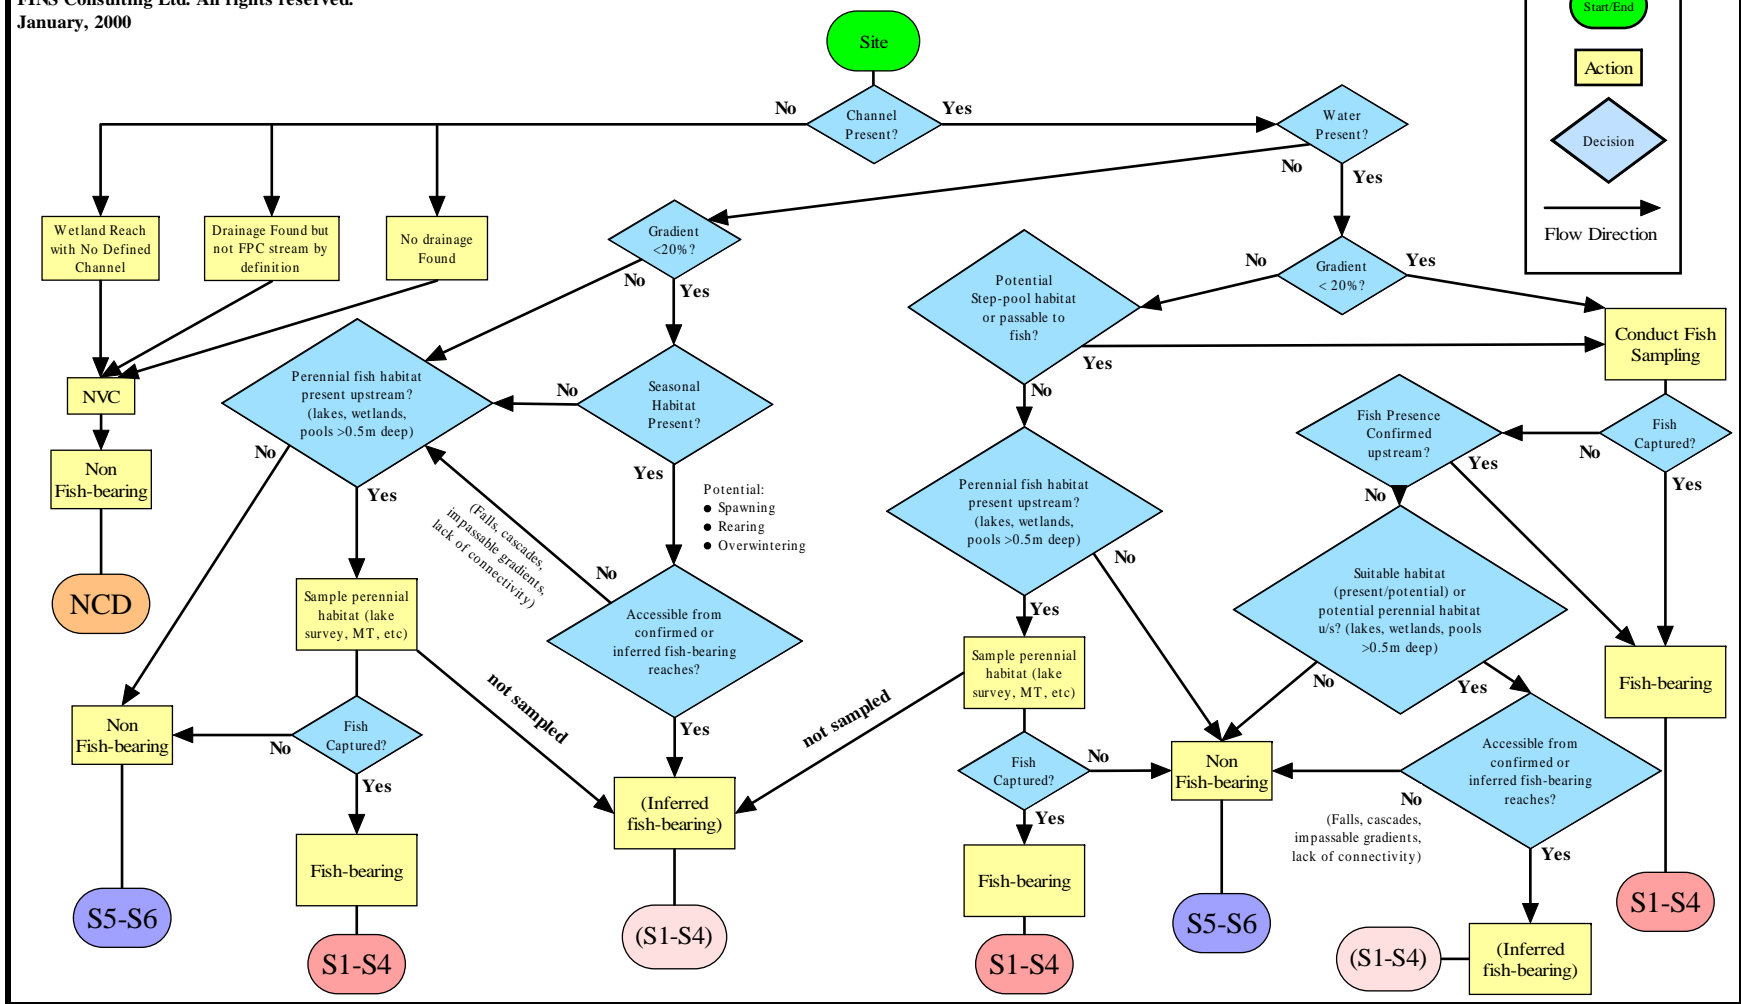 FINS Consulting Ltd. All rights reserved.
January, 2000
Start/End
Action
Decision
Flow Direction
Site
Channel
Present?
No
Yes
Water
Present?
No
Yes
Wetland Reach
with No Defined
Channel
Drainage Found but
not FPC stream by
definition
No drainage
Found
Gradient
<20%?
No
Yes
Gradient
< 20%?
No
Yes
Potential
Step-pool habitat
or passable to
fish?
Yes
No
Conduct Fish
Sampling
NVC
Non
Fish-bearing
NCD
Perennial fish habitat
present upstream?
(lakes, wetlands,
pools >0.5m deep)
No
Yes
Seasonal
Habitat
Present?
No
Yes
Potential:
● Spawning
● Rearing
● Overwintering
(Falls, cascades,
impassable gradients,
lack of connectivity)
No
Accessible from
confirmed or
inferred fish-bearing
reaches?
Yes
Sample perennial
habitat (lake
survey, MT, etc)
not sampled
Non
Fish-bearing
No
Fish
Captured?
Yes
Fish-bearing
(Inferred
fish-bearing)
S5-S6
S1-S4
(S1-S4)
Perennial fish habitat
present upstream?
(lakes, wetlands,
pools >0.5m deep)
No
Yes
Sample perennial
habitat (lake
survey, MT, etc)
not sampled
Fish
Captured?
No
Yes
Fish-bearing
S1-S4
Non
Fish-bearing
S5-S6
Fish
Captured?
No
Yes
Fish Presence
Confirmed
upstream?
Yes
No
Suitable habitat
(present/potential) or
potential perennial habitat
u/s? (lakes, wetlands, pools
>0.5m deep)
No
Yes
Accessible from
confirmed or
inferred fish-bearing
reaches?
No
(Falls, cascades,
impassable gradients,
lack of connectivity)
Yes
Fish-bearing
S1-S4
(S1-S4)
(Inferred
fish-bearing)